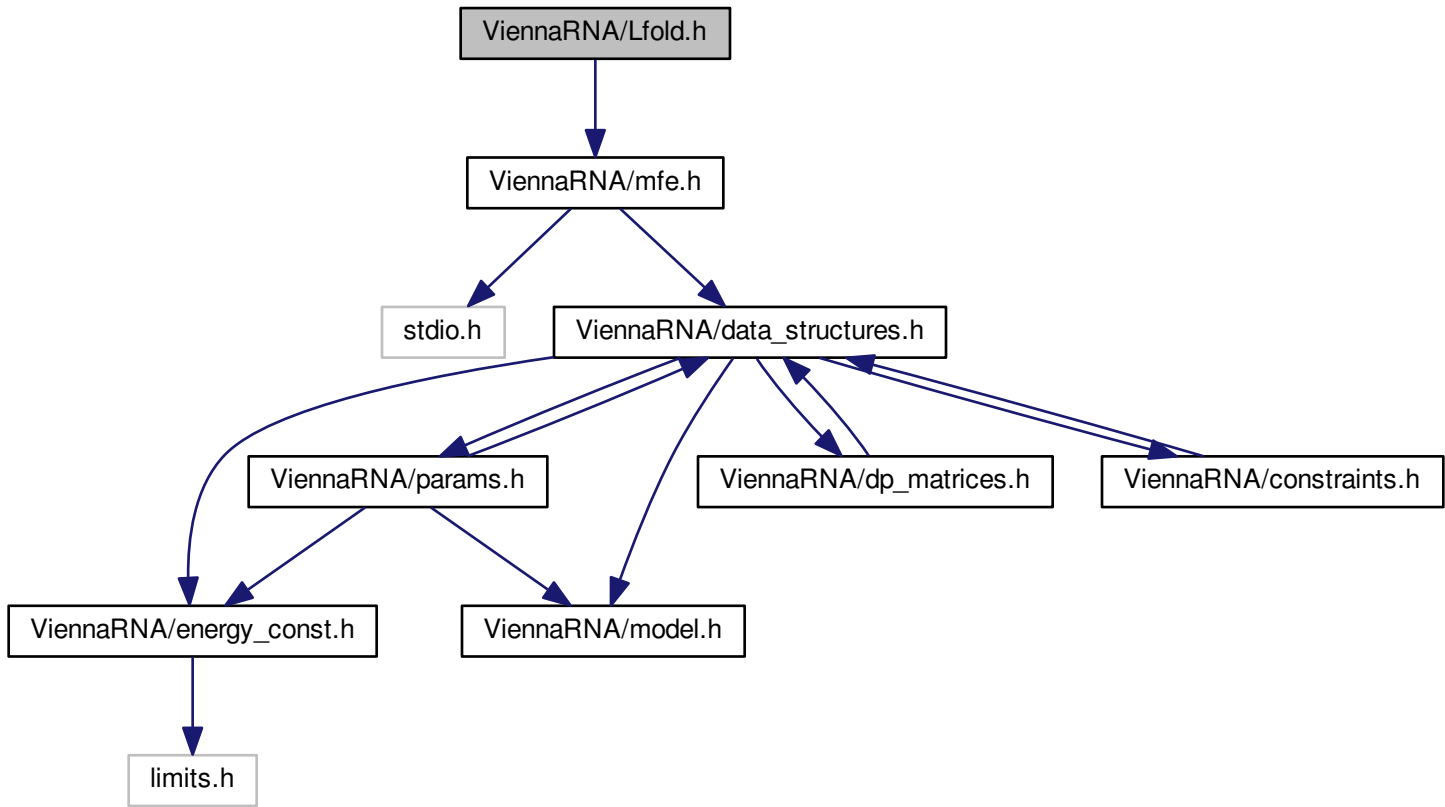 ViennaRNA/Lfold.h
ViennaRNA/mfe.h
stdio.h
ViennaRNA/data_structures.h
ViennaRNA/params.h
ViennaRNA/dp_matrices.h
ViennaRNA/constraints.h
ViennaRNA/energy_const.h
ViennaRNA/model.h
limits.h